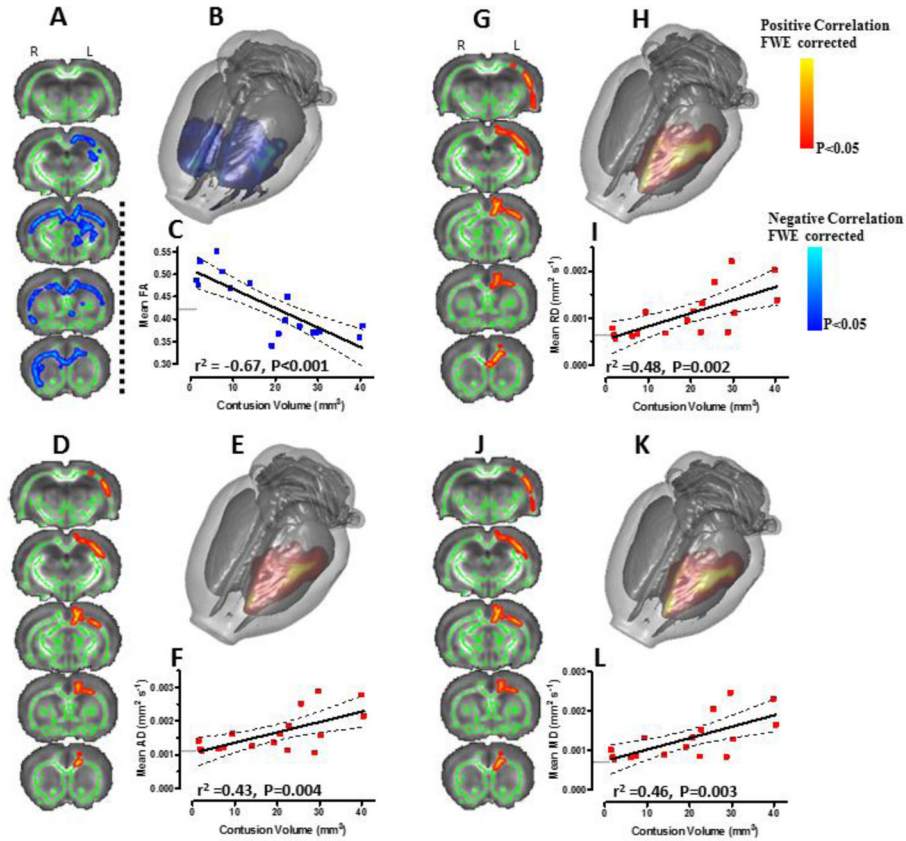 A
R
L
B
C
Mean FA
0.55
0.50
0.45
0.40
0.35
0.30
r² = -0.67, P<0.001
0
10
20
30
40
Contusion Volume (mm³)
G
R
L
H
Positive Correlation
FWE corrected
P<0.05
Negative Correlation
FWE corrected
P<0.05
I
Mean RD (mm² s⁻¹)
0.002
0.001
0.000
r² =0.48, P=0.002
0
10
20
30
40
Contusion Volume (mm³)
D
E
F
Mean AD (mm² s⁻¹)
0.003
0.002
0.001
0.000
r² =0.43, P=0.004
0
10
20
30
40
Contusion Volume (mm³)
J
K
L
Mean MD (mm² s⁻¹)
0.003
0.002
0.001
0.000
r² =0.46, P=0.003
0
10
20
30
40
Contusion Volume (mm³)